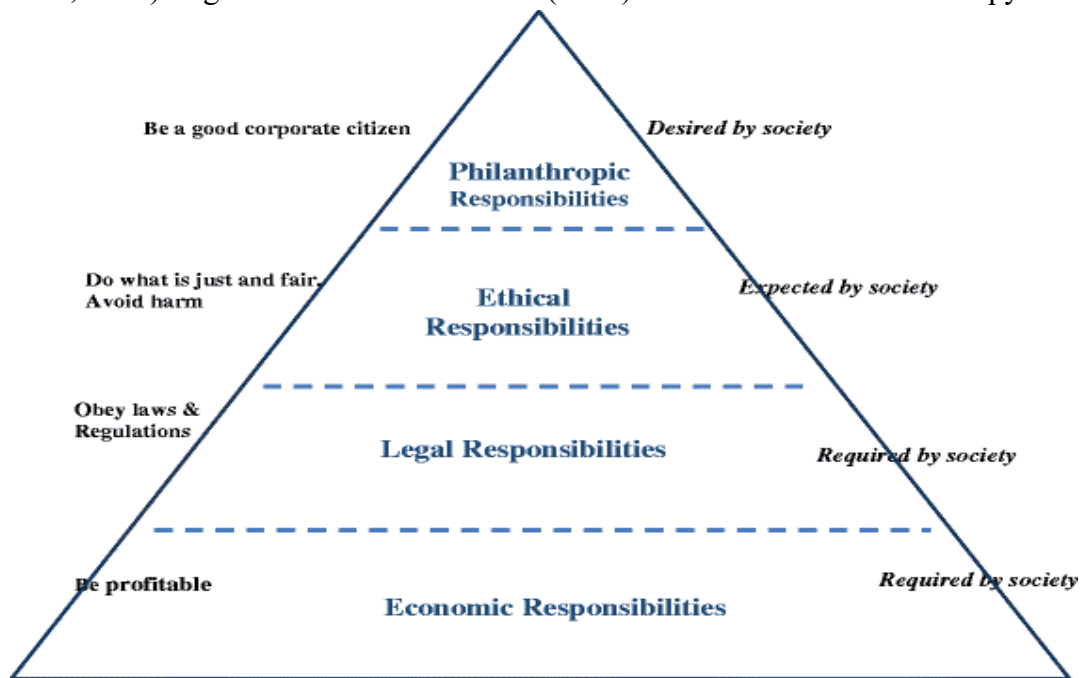 Be a good corporate citizen
Desired by society
Philanthropic
Responsibilities
Do what is just and fair,
Avoid harm
Expected by society
Ethical
Responsibilities
Obey laws &
Regulations
Legal Responsibilities
Required by society
Be profitable
Required by society
Economic Responsibilities